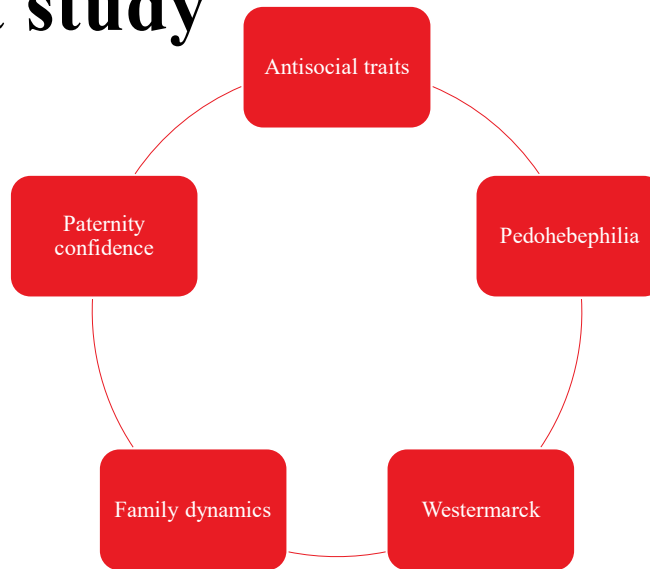 study
Antisocial traits
Paternity
confidence
Pedohebephilia
Family dynamics
Westermarck